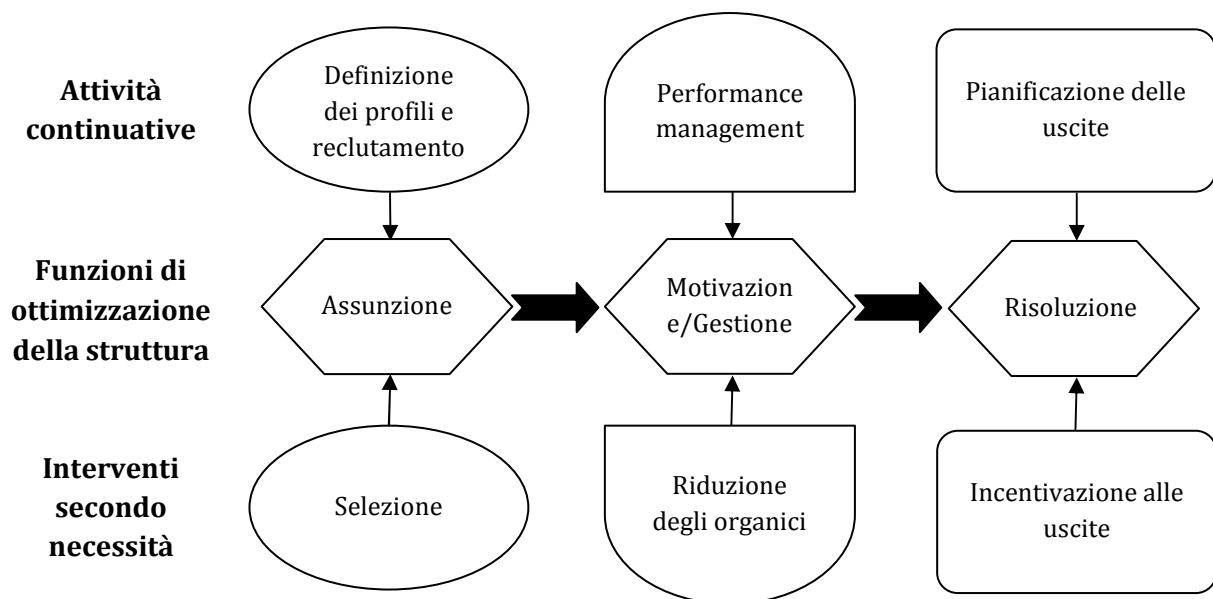 Attività
continuative
Definizione
dei profili e
reclutamento
Performance
management
Pianificazione delle
uscite
Funzioni di
ottimizzazione
della struttura
Assunzione
Motivazion
e/Gestione
Risoluzione
Interventi
secondo
necessità
Selezione
Riduzione
degli organici
Incentivazione alle
uscite